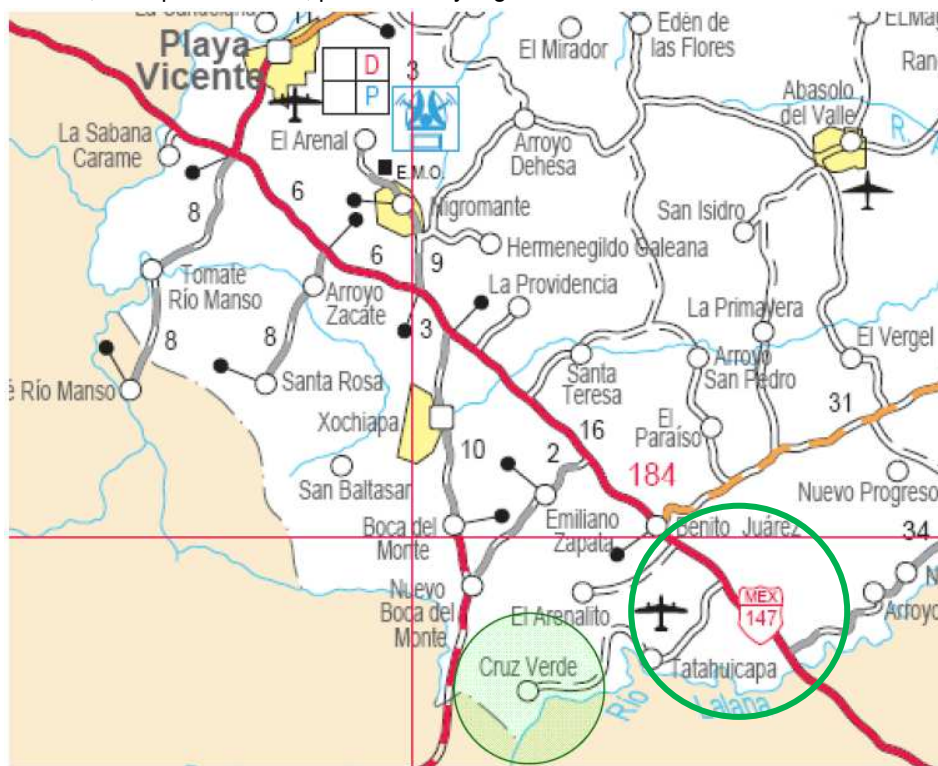 Playa
Vicente
D
P
3
El Mirador
Edén de
las Flores
Ran
Abasolo
del Valle
R.
La Sabana
Carame
El Arenal
E.M.O.
Arroyo
Dehesa
8
6
Nigromante
San Isidro
Hermenegildo Galeana
6
9
Tomate
Río Manso
Arroyo
Zacate
La Providencia
La Primavera
3
8
8
El Vergel
Río Manso
Santa Rosa
Santa
Teresa
Arroyo
San Pedro
Xochiapa
31
16
El
Paraíso
10
2
184
San Baltasar
Nuevo Progreso
Boca del
Monte
Emiliano
Zapata
Benito Juárez
34
Nuevo
Boca del
Monte
El Arenalito
MEX
147
Arroyo
Cruz Verde
Tatahuicapa
Río Lalana